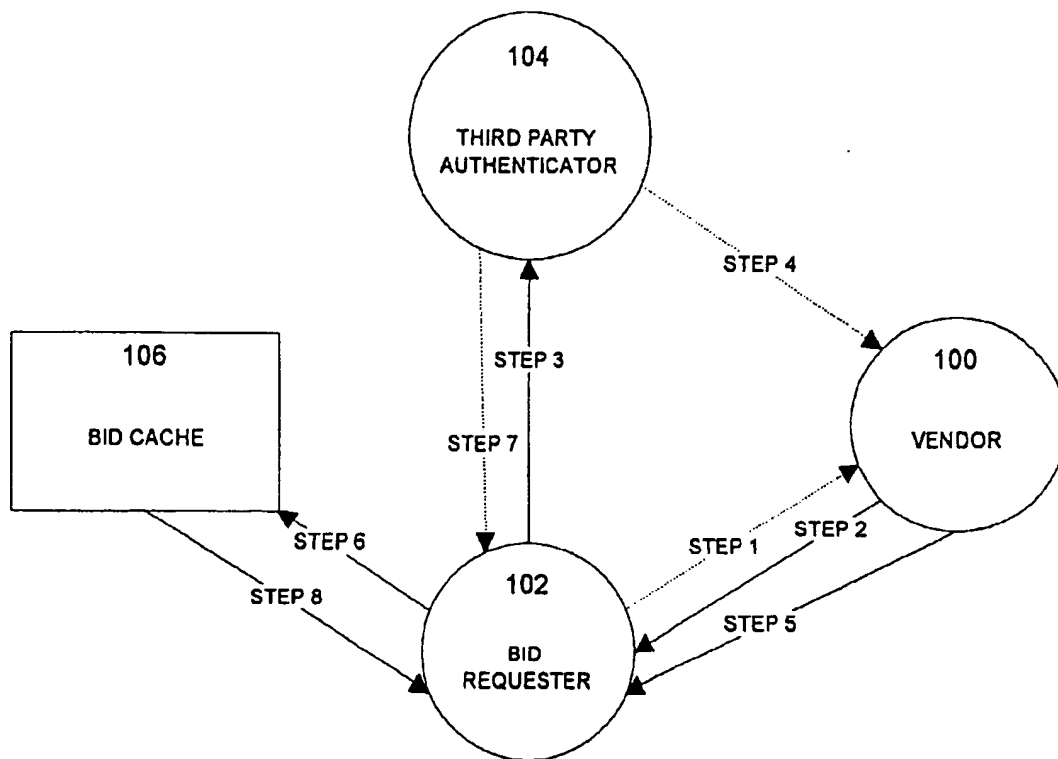 104
THIRD PARTY
AUTHENTICATOR
STEP 4
106
BID CACHE
STEP 3
100
VENDOR
STEP 7
STEP 6
STEP 1
STEP 2
STEP 8
STEP 5
102
BID
REQUESTER